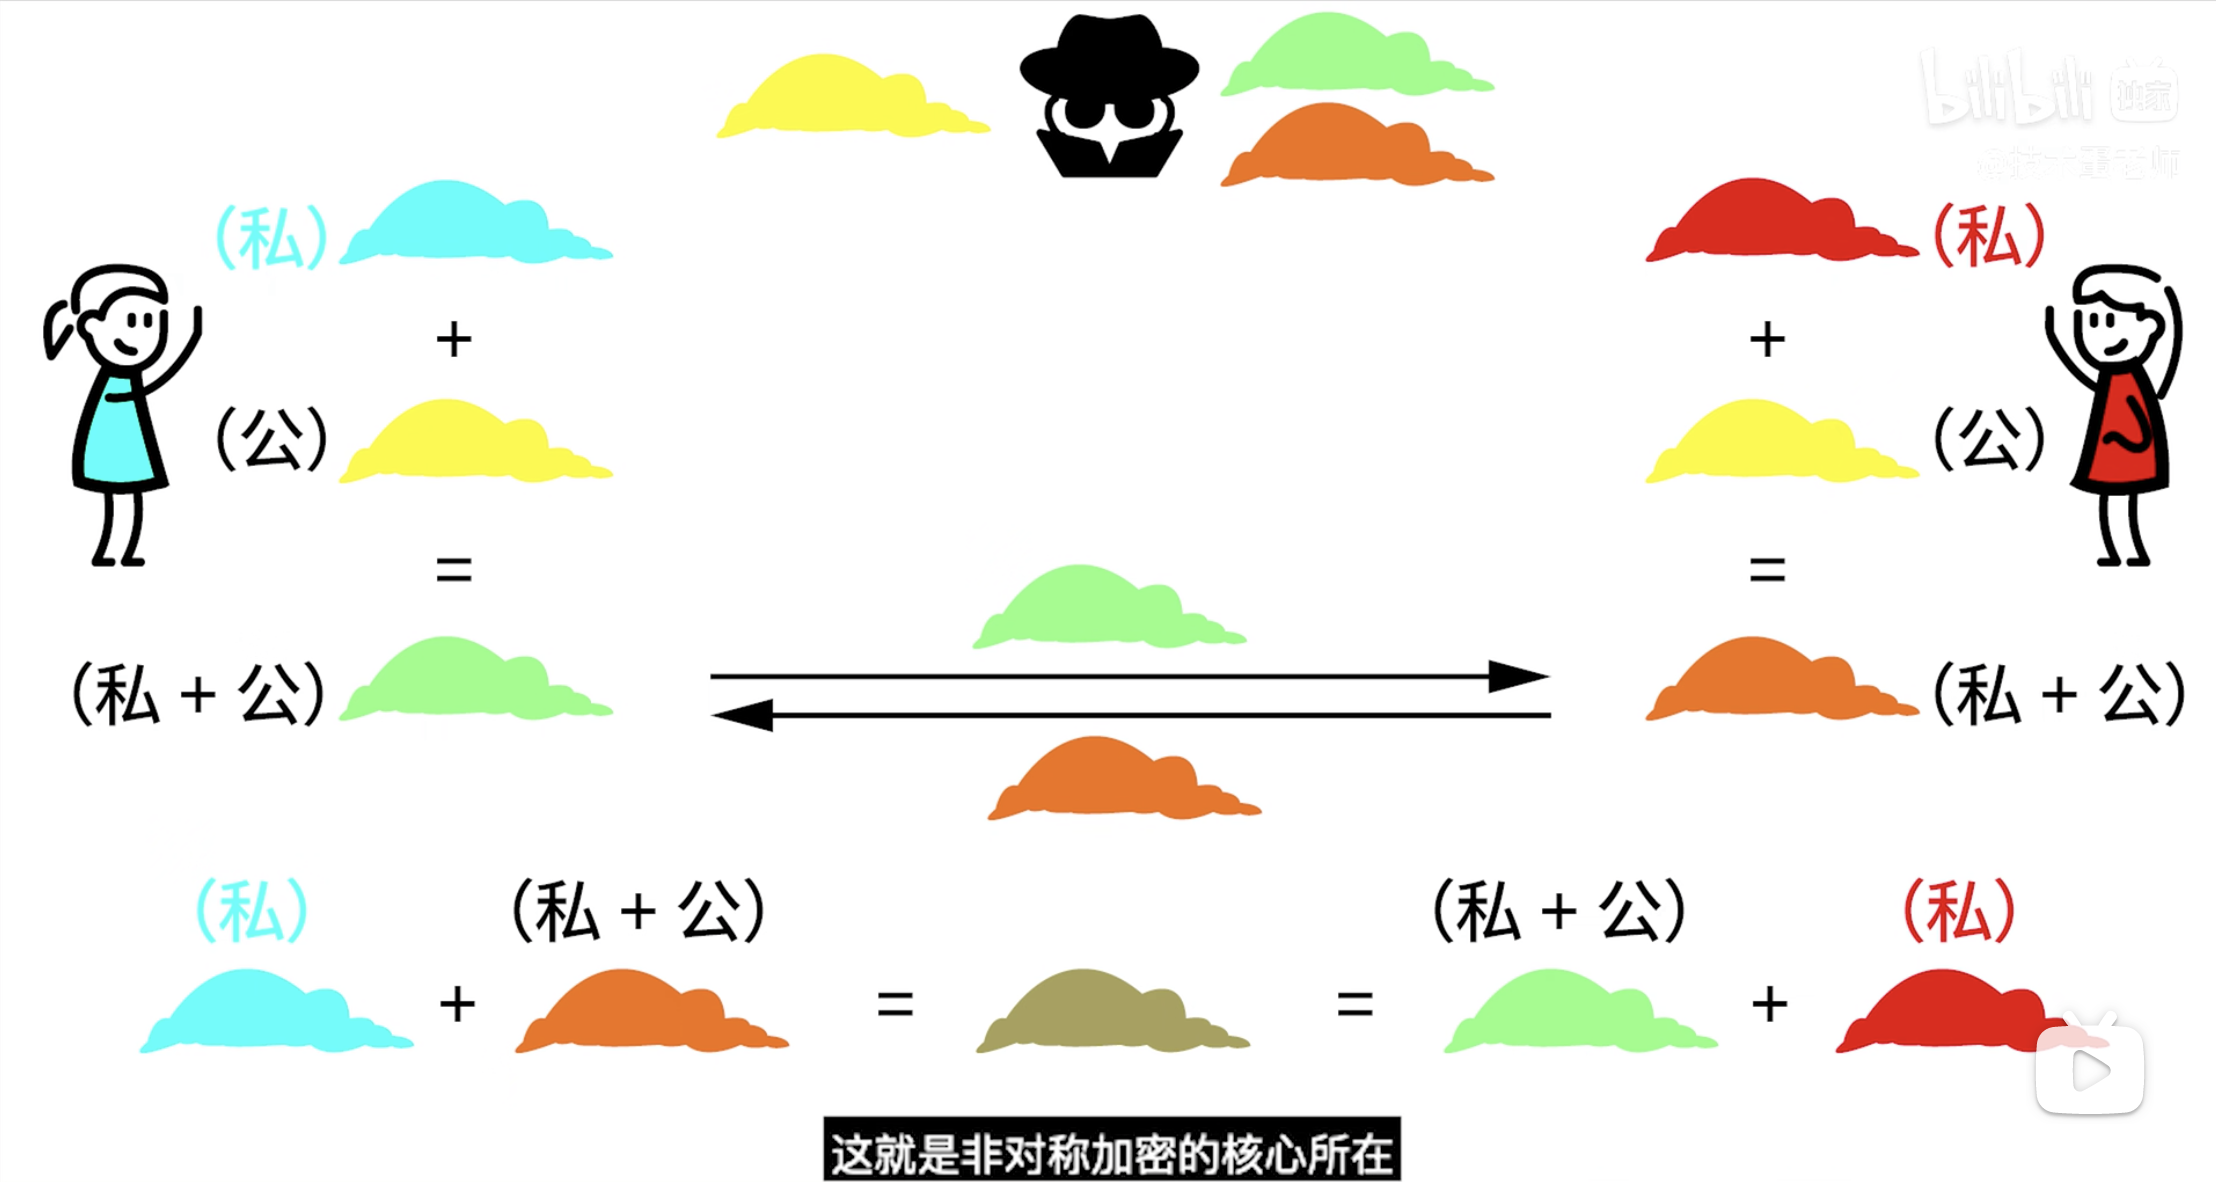 bilibili 独家
(私)
(私)
+
+
(公)
(公)
=
=
(私 + 公)
(私 + 公)
(私)
(私 + 公)
(私 + 公)
(私)
+
=
=
+
这就是非对称加密的核心所在